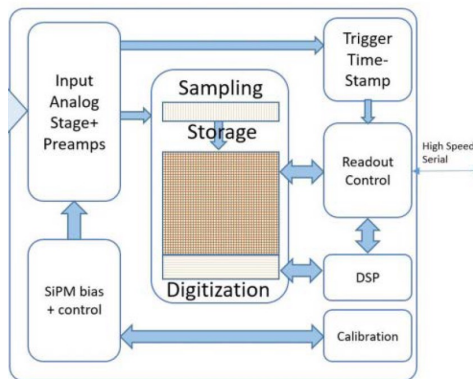 Input
Analog
Stage+
Preamps
Trigger
Time-
Stamp
Sampling
Storage
Digitization
Readout
Control
High Speed
Serial
SiPM bias
+ control
DSP
Calibration